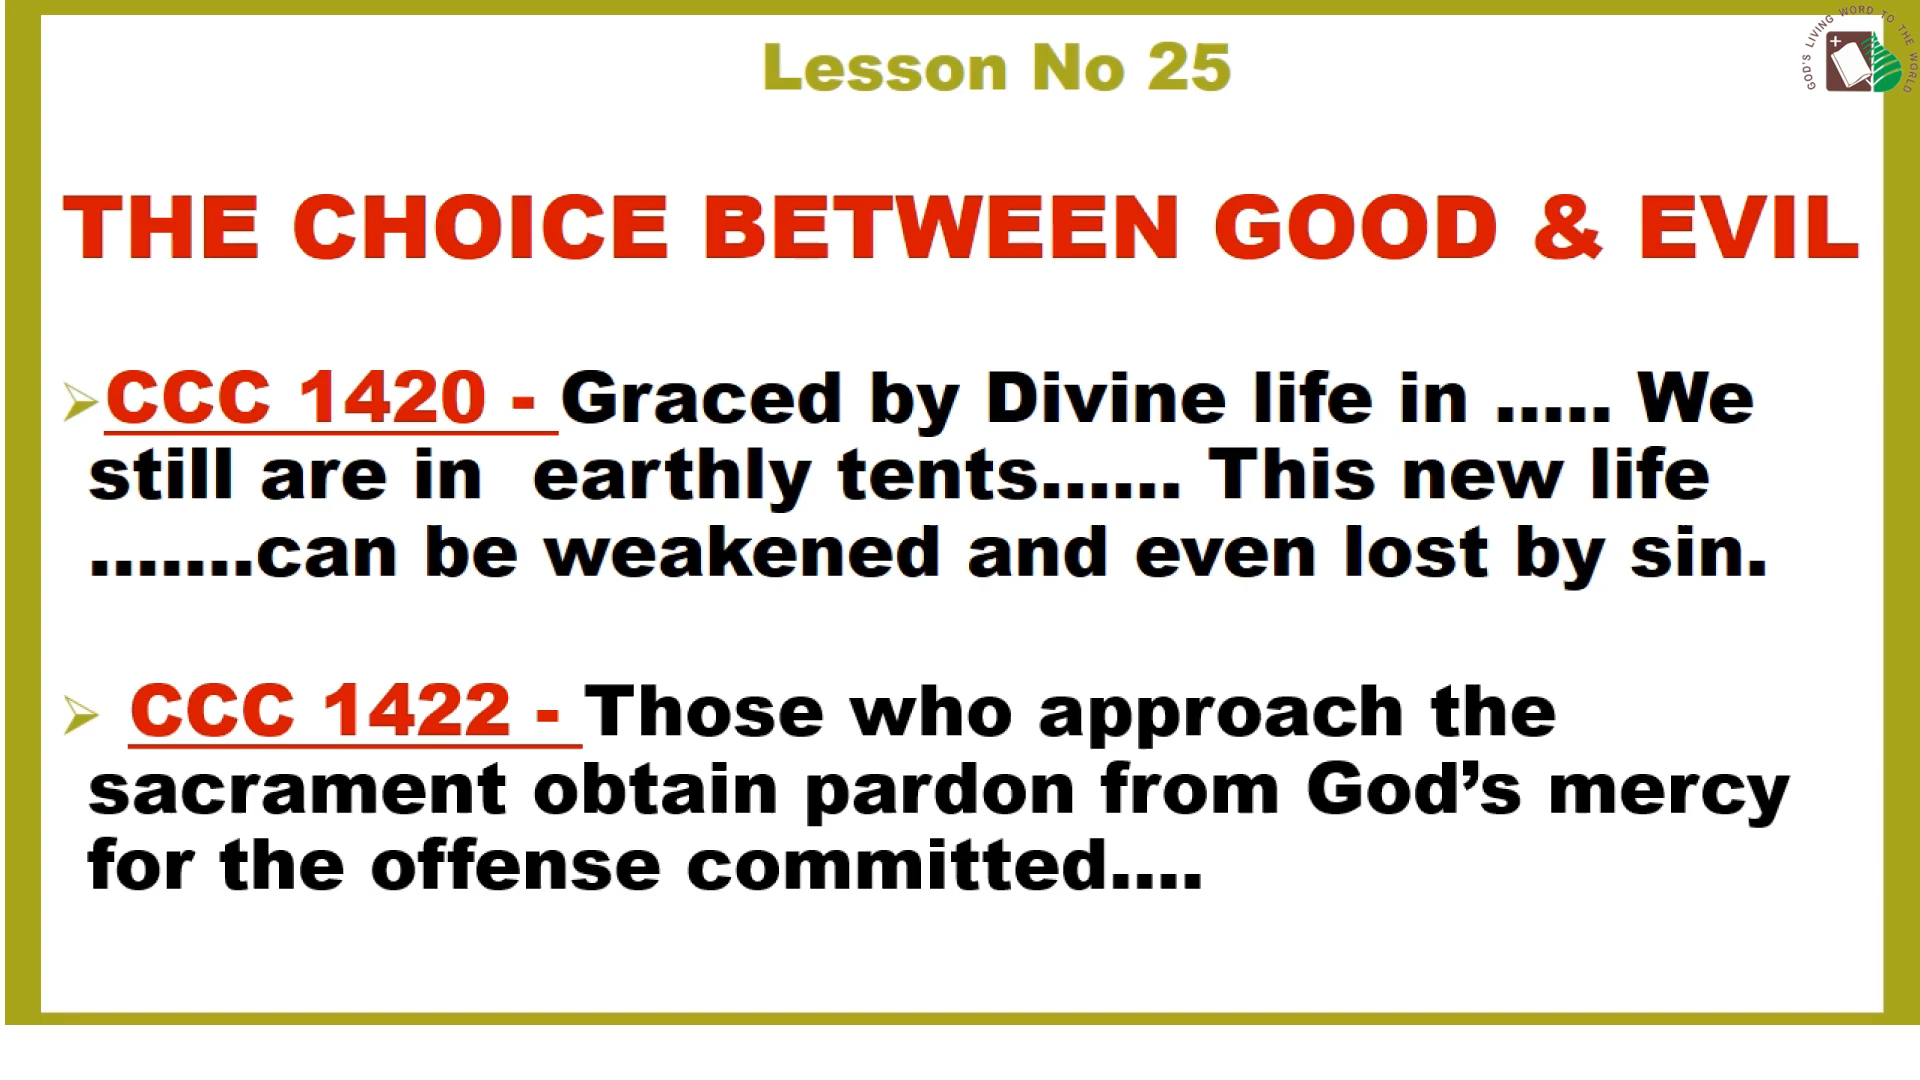 GOD'S LIVING WORD TO THE WORLD
Lesson No 25
THE CHOICE BETWEEN GOOD & EVIL
➢CCC 1420 - Graced by Divine life in ..... We
still are in  earthly tents...... This new life
.......can be weakened and even lost by sin.
➢ CCC 1422 - Those who approach the
sacrament obtain pardon from God’s mercy
for the offense committed....